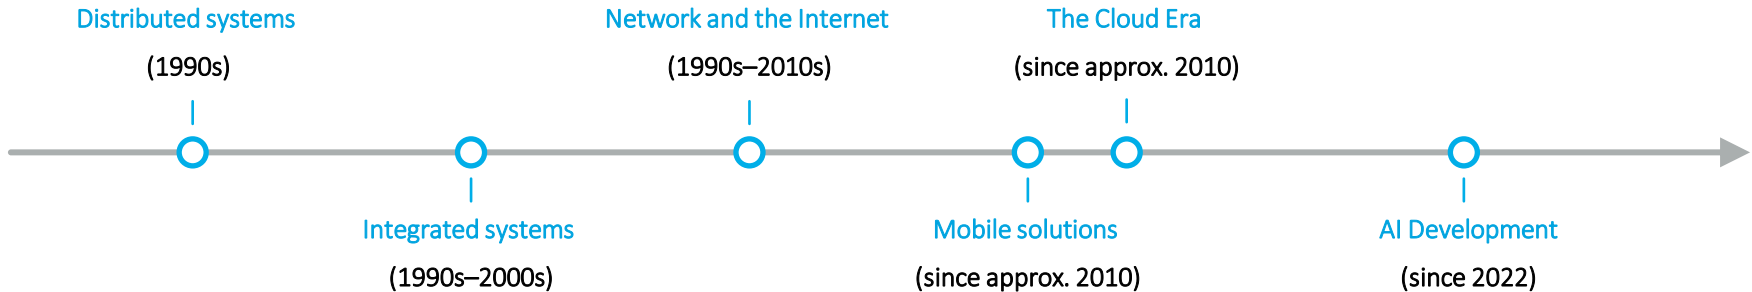 Distributed systems
(1990s)
Integrated systems
(1990s–2000s)
Network and the Internet
(1990s–2010s)
Mobile solutions
(since approx. 2010)
The Cloud Era
(since approx. 2010)
AI Development
(since 2022)